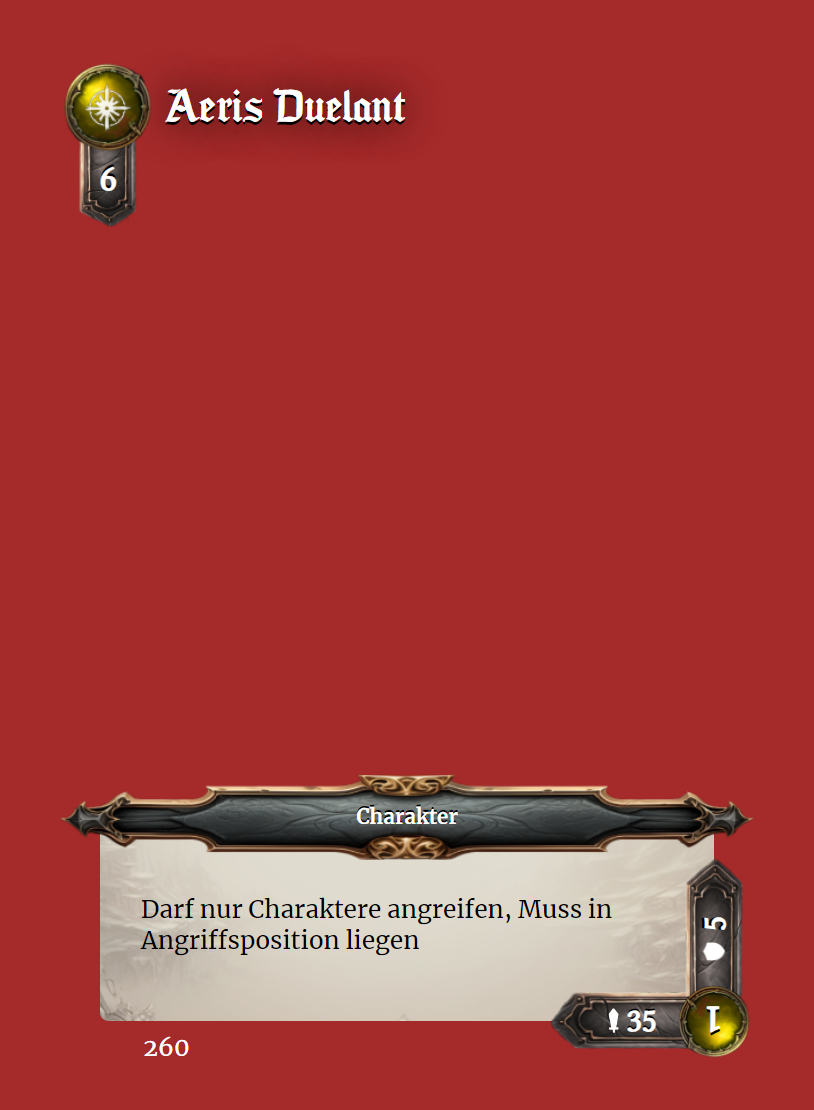 Aeris Duelant
6
Charakter
Darf nur Charaktere angreifen, Muss in
Angriffsposition liegen
5
35
1
260